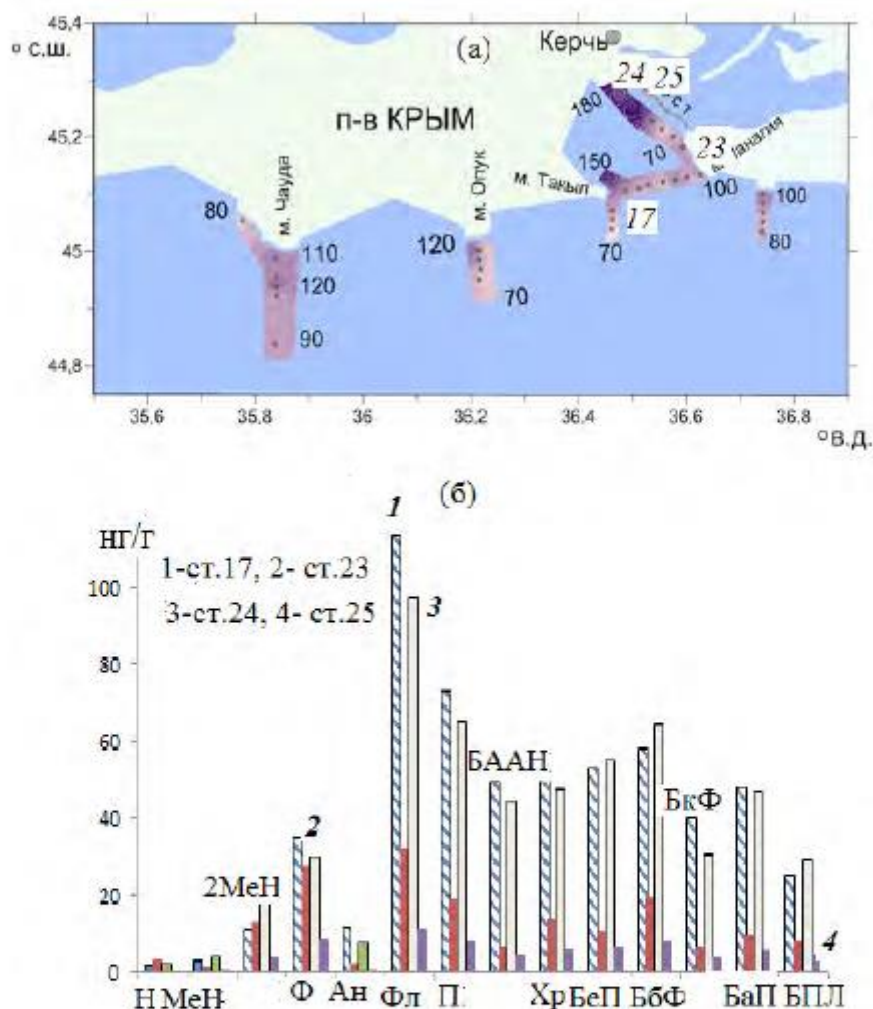 45,4
° с.ш.
(а)
Керчь
24 25
180
45,2
п-в КРЫМ
70
23
м. Чауда
м. Опук
м. Такыл
150
100
100
80
17
45
110
120
70
80
120
70
90
44,8
35,6 35,8 36 36,2 36,4 36,6 36,8
° В.Д.
(б)
нг/г
1
1-ст.17, 2- ст.23
3-ст.24, 4- ст.25
3
100
80
60
БААН
БкФ
40
2
2МеН
20
4
0
Н МеН Ф Ан Фл П. Хр БеП БбФ БаП БПЛ